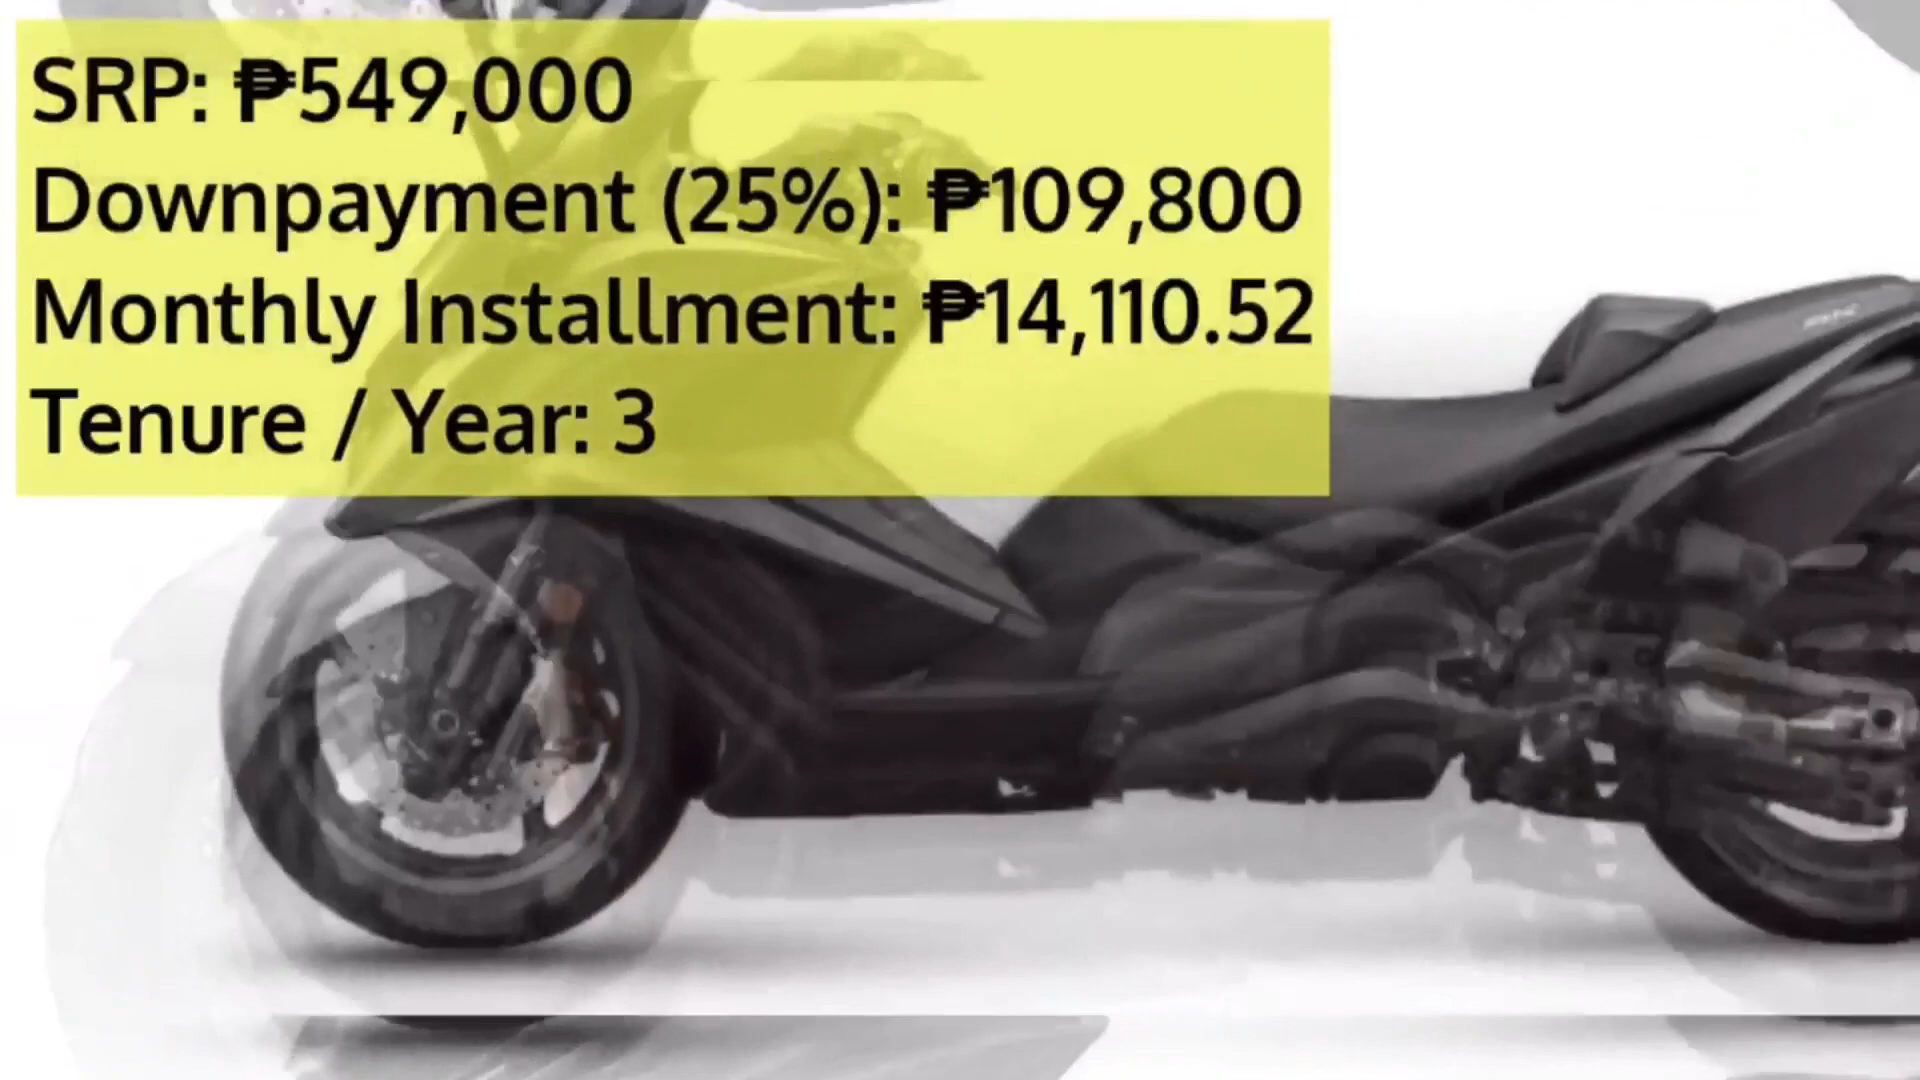 SRP: ₱549,000
Downpayment (25%): ₱109,800
Monthly Installment: ₱14,110.52
Tenure / Year: 3